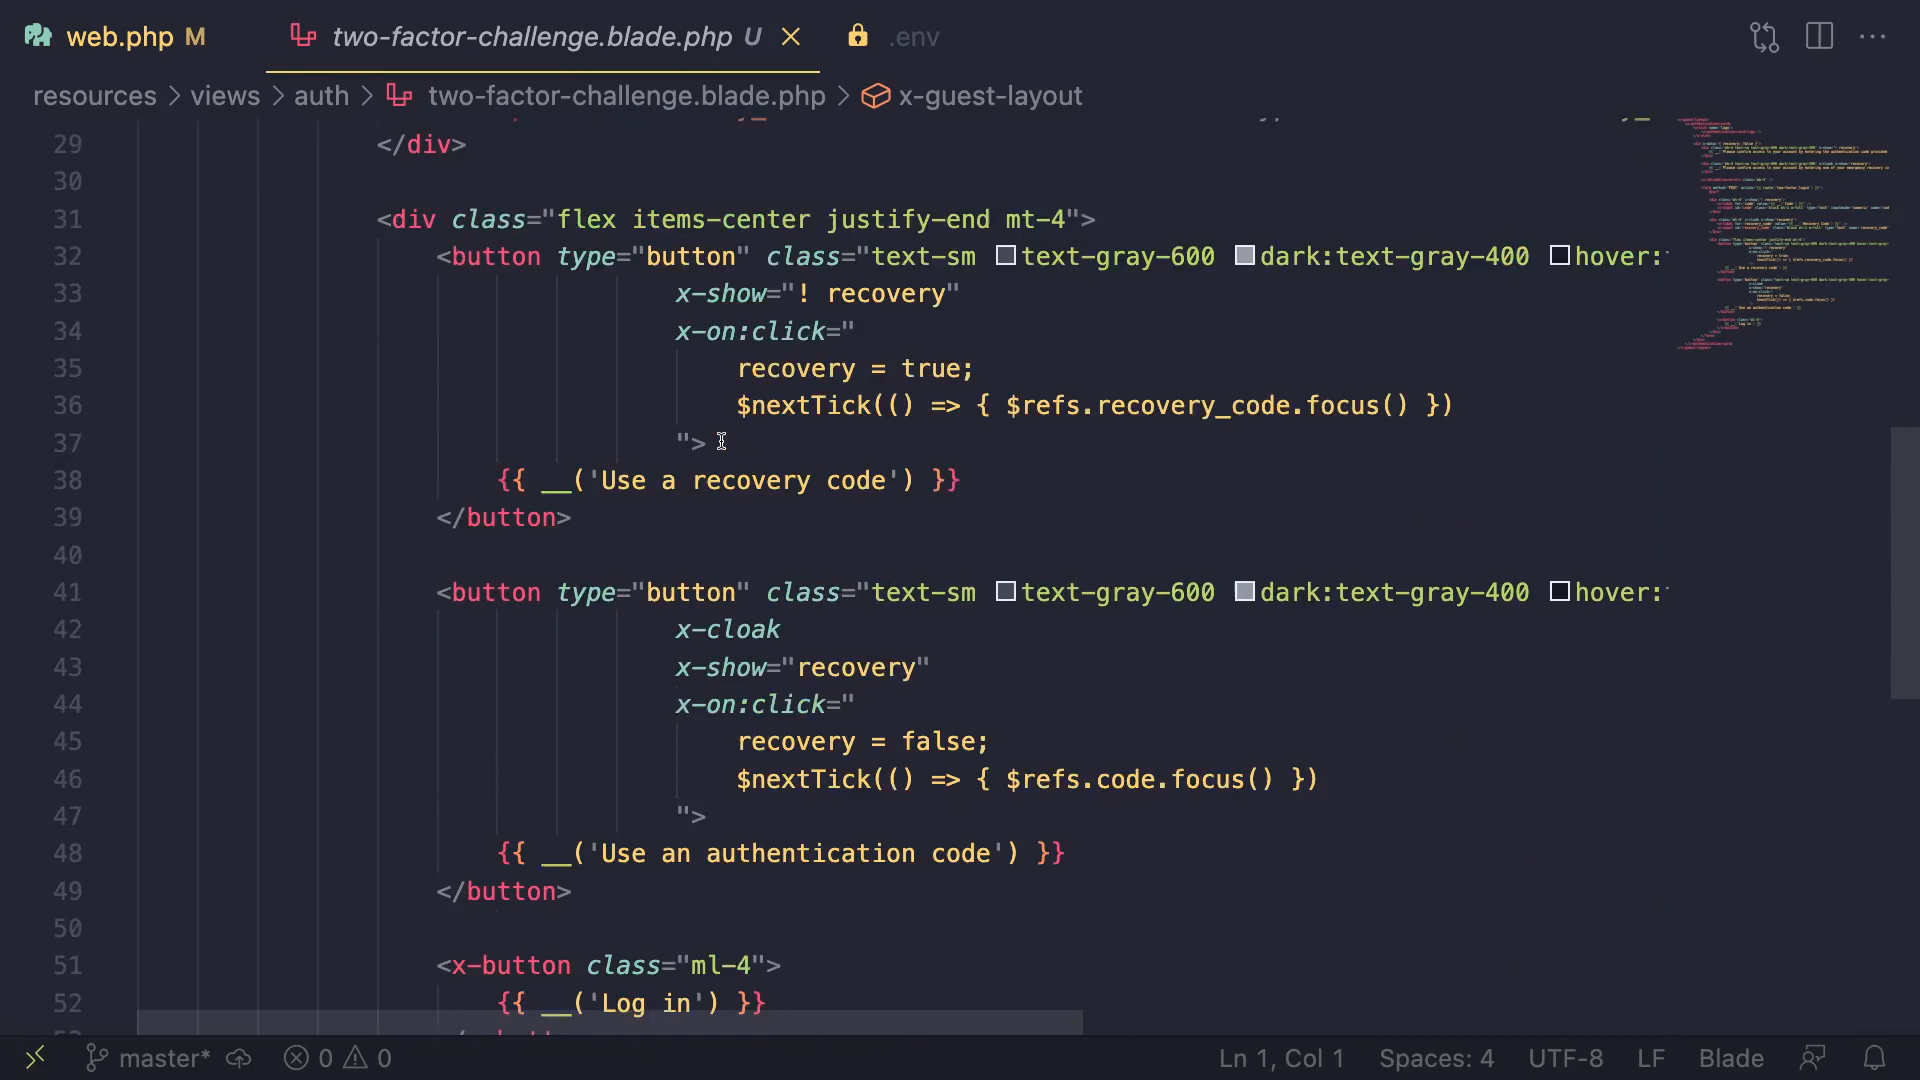 web.php M two-factor-challenge.blade.php U .env
resources > views > auth > two-factor-challenge.blade.php > x-guest-layout
29 </div>
30
31 <div class="flex items-center justify-end mt-4">
32 <button type="button" class="text-sm text-gray-600 dark:text-gray-400 hover:
33 x-show="! recovery"
34 x-on:click="
35 recovery = true;
36 $nextTick(() => { $refs.recovery_code.focus() })
37 ">
38 {{ __('Use a recovery code') }}
39 </button>
40
41 <button type="button" class="text-sm text-gray-600 dark:text-gray-400 hover:
42 x-cloak
43 x-show="recovery"
44 x-on:click="
45 recovery = false;
46 $nextTick(() => { $refs.code.focus() })
47 ">
48 {{ __('Use an authentication code') }}
49 </button>
50
51 <x-button class="ml-4">
52 {{ __('Log in') }}
master* 0 0 Ln 1, Col 1 Spaces: 4 UTF-8 LF Blade